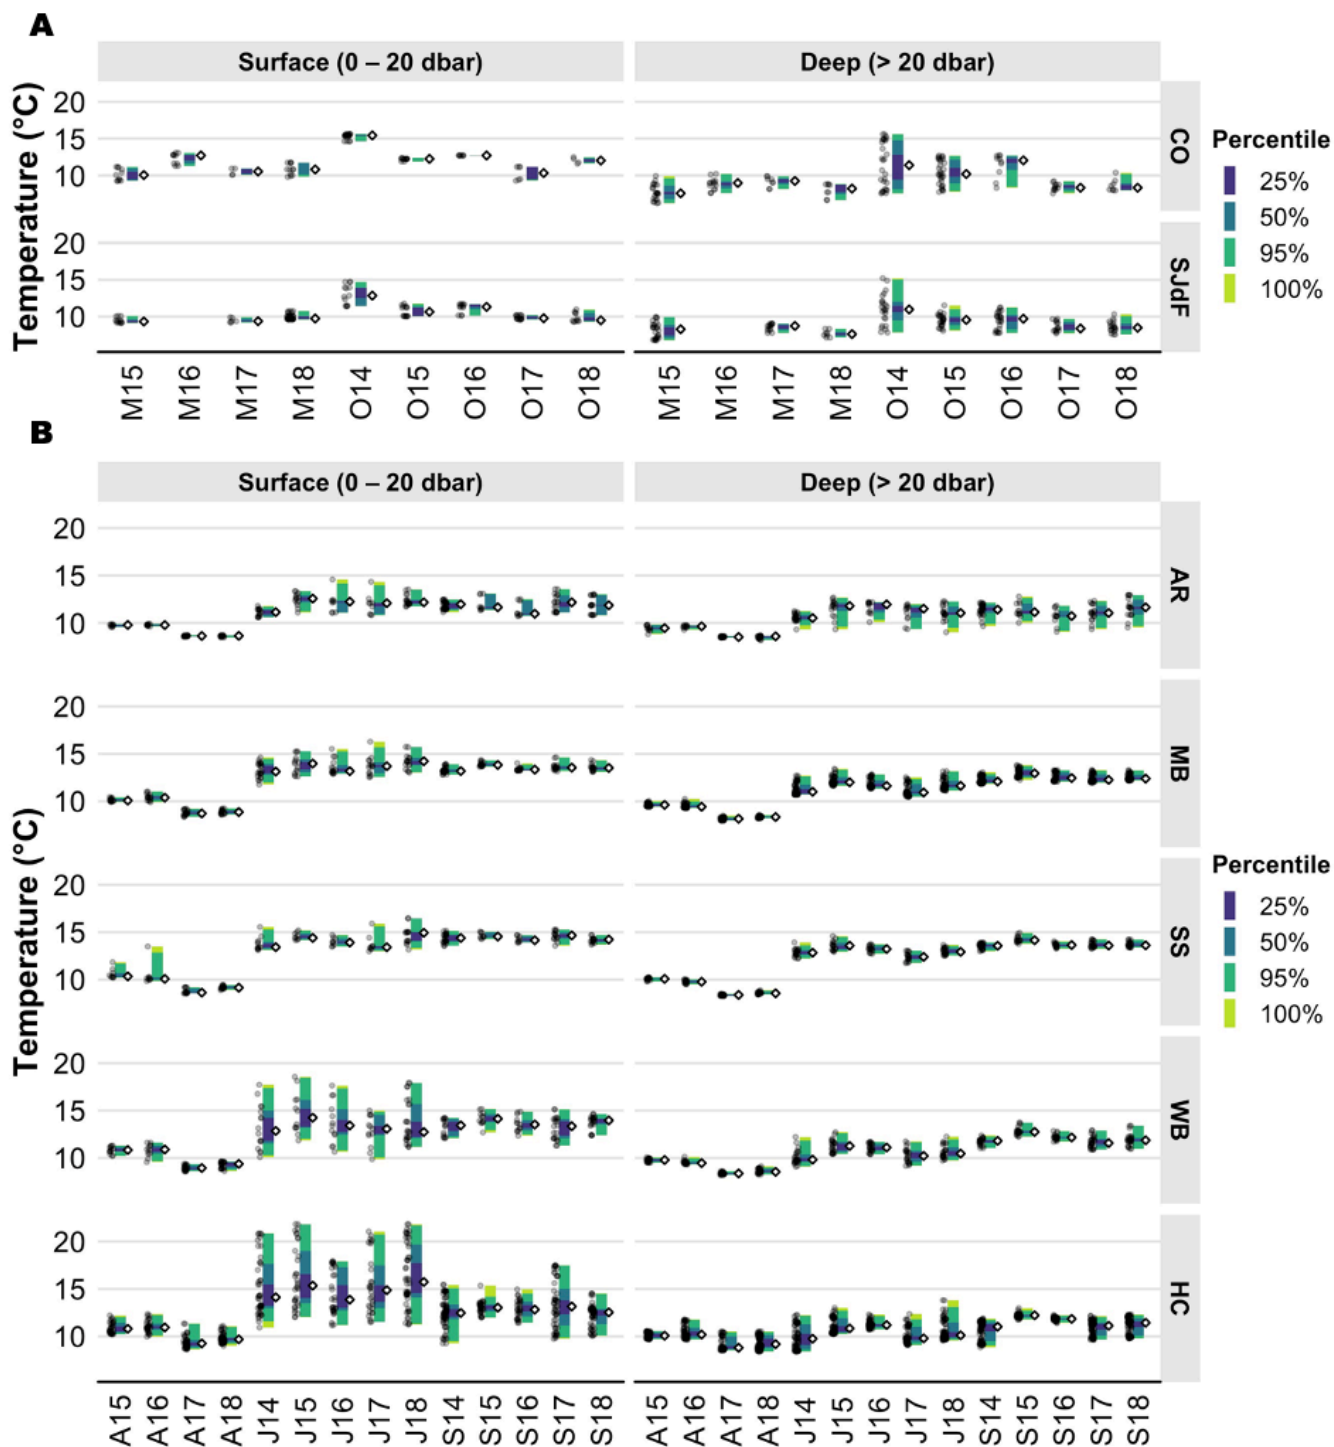 A
Surface (0 – 20 dbar)
Deep (> 20 dbar)
Temperature (°C)
20
15
10
CO
20
15
10
SJdF
M15 M16 M17 M18 O14 O15 O16 O17 O18
M15 M16 M17 M18 O14 O15 O16 O17 O18
Percentile
25%
50%
95%
100%
B
Surface (0 – 20 dbar)
Deep (> 20 dbar)
Temperature (°C)
20
15
10
AR
20
15
10
MB
20
15
10
SS
20
15
10
WB
20
15
10
HC
A15 A16 A17 A18 J14 J15 J16 J17 J18 S14 S15 S16 S17 S18
A15 A16 A17 A18 J14 J15 J16 J17 J18 S14 S15 S16 S17 S18
Percentile
25%
50%
95%
100%